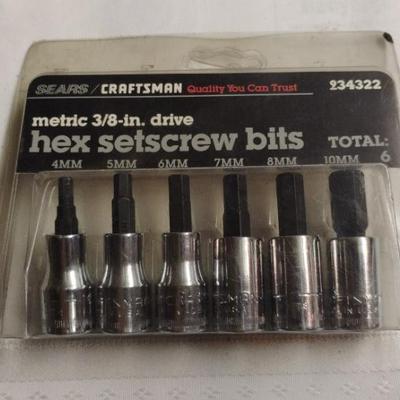 SEARS / CRAFTSMAN Quality You Can Trust 934322
metric 3/8-in. drive
hex setscrew bits TOTAL: 6
4MM 5MM 6MM 7MM 8MM 10MM